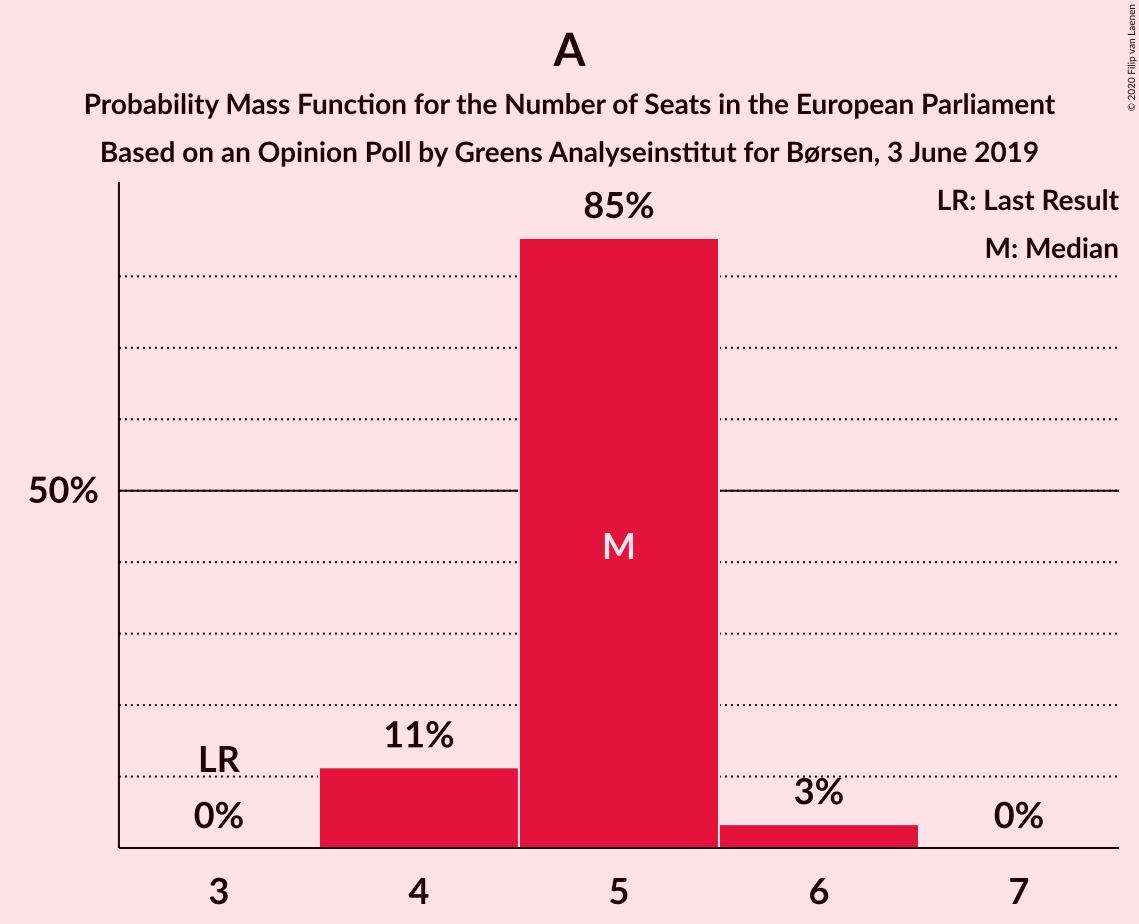 A
Probability Mass Function for the Number of Seats in the European Parliament
Based on an Opinion Poll by Greens Analyseinstitut for Børsen, 3 June 2019
© 2020 Filip van Laenen
LR: Last Result
M: Median
85%
50%
M
11%
LR
3%
0%
0%
3 4 5 6 7